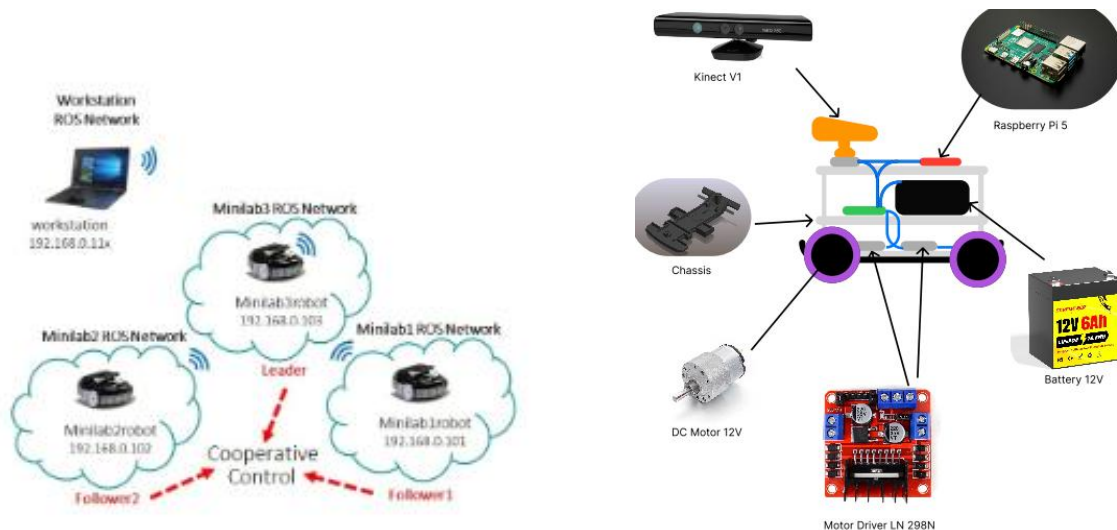 Workstation
ROS Network
workstation
192.168.0.11x
Minilab3 ROS Network
Minilab3robot
192.168.0.103
Leader
Minilab2 ROS Network
Minilab2robot
192.168.0.102
Follower2
Minilab1 ROS Network
Minilab1robot
192.168.0.101
Follower1
Cooperative
Control
Kinect V1
Raspberry Pi 5
Chassis
12V 6Ah
Battery 12V
DC Motor 12V
Motor Driver LN 298N